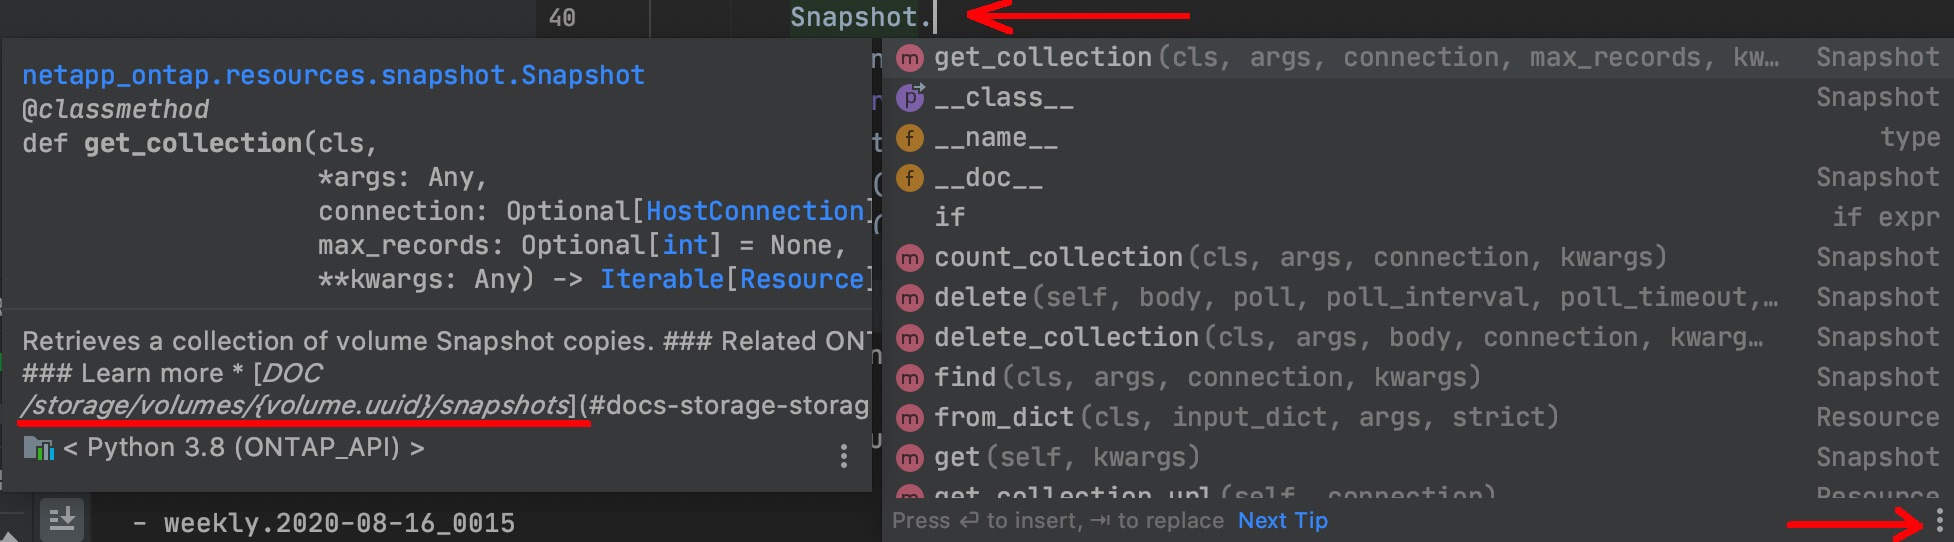 40 Snapshot.
netapp_ontap.resources.snapshot.Snapshot
@classmethod
def get_collection(cls,
*args: Any,
connection: Optional[HostConnection]
max_records: Optional[int] = None,
**kwargs: Any) -> Iterable[Resource]
Retrieves a collection of volume Snapshot copies. ### Related ONT
### Learn more * [DOC
/storage/volumes/{volume.uuid}/snapshots](#docs-storage-storag
< Python 3.8 (ONTAP_API) >
- weekly.2020-08-16_0015
m get_collection(cls, args, connection, max_records, kw… Snapshot
p __class__ Snapshot
f __name__ type
f __doc__ Snapshot
if if expr
m count_collection(cls, args, connection, kwargs) Snapshot
m delete(self, body, poll, poll_interval, poll_timeout,… Snapshot
m delete_collection(cls, args, body, connection, kwarg… Snapshot
m find(cls, args, connection, kwargs) Snapshot
m from_dict(cls, input_dict, args, strict) Resource
m get(self, kwargs) Snapshot
m get_collection_url(self, connection) Resource
Press ↩ to insert, ⇥ to replace Next Tip